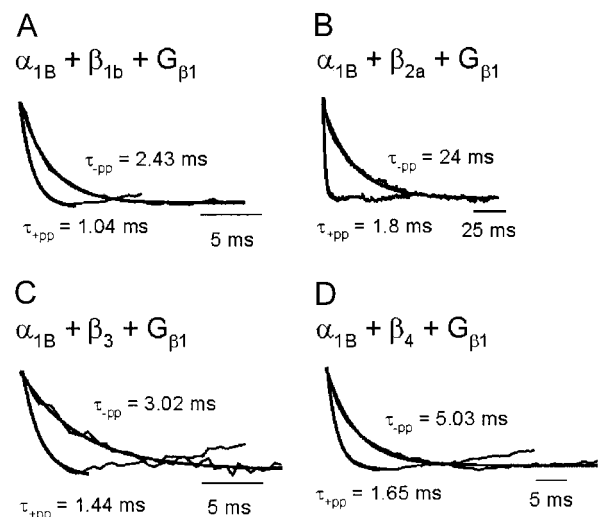 A
α1B + β1b + Gβ1
τ-pp = 2.43 ms
τ+pp = 1.04 ms
5 ms
B
α1B + β2a + Gβ1
τ-pp = 24 ms
τ+pp = 1.8 ms
25 ms
C
α1B + β3 + Gβ1
τ-pp = 3.02 ms
τ+pp = 1.44 ms
5 ms
D
α1B + β4 + Gβ1
τ-pp = 5.03 ms
τ+pp = 1.65 ms
5 ms